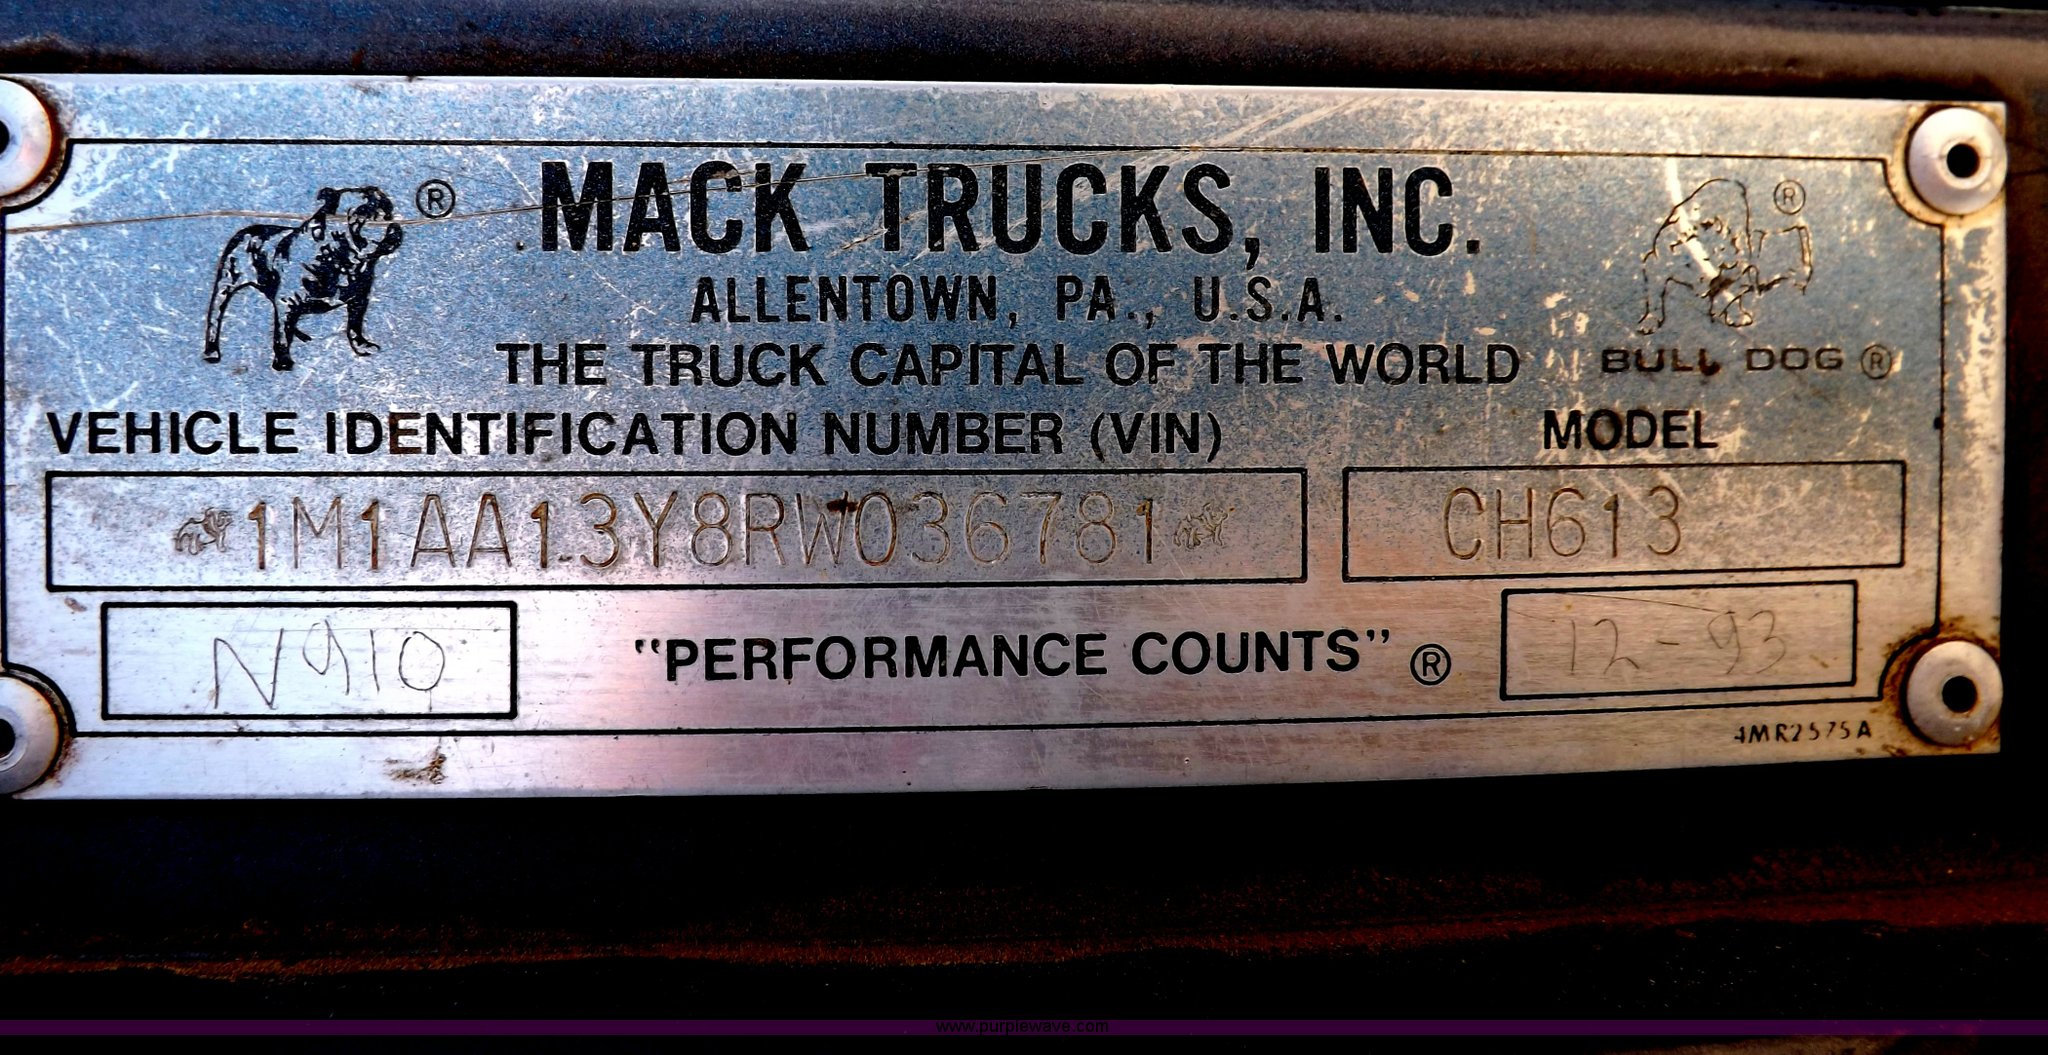 ® MACK TRUCKS, INC. ®
ALLENTOWN, PA., U.S.A.
THE TRUCK CAPITAL OF THE WORLD
BULL DOG ®
VEHICLE IDENTIFICATION NUMBER (VIN)
MODEL
1M1AA13Y8RW036781
CH613
N910
"PERFORMANCE COUNTS" ®
12-93
4MR2575A
www.purplewave.com